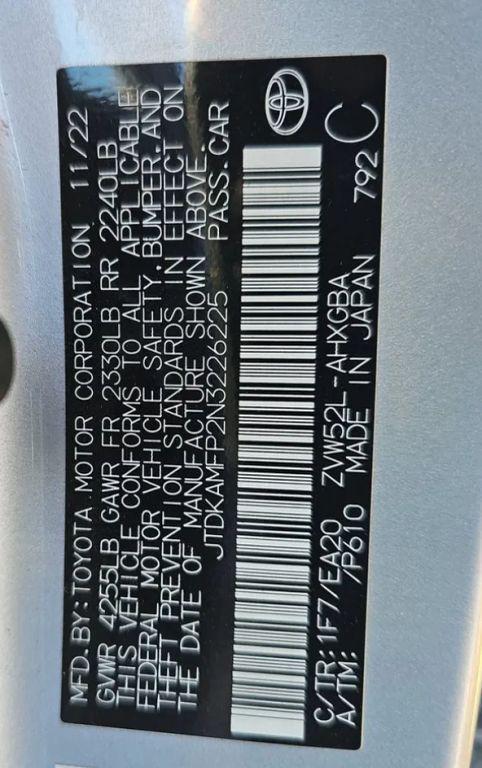 MFD.BY:TOYOTA MOTOR CORPORATION 11/22
GVWR 4255LB GAWR FR 2330LB RR 2240LB
THIS VEHICLE CONFORMS TO ALL APPLICABLE
FEDERAL MOTOR VEHICLE SAFETY,BUMPER,AND
THEFT PREVENTION STANDARDS IN EFFECT ON
THE DATE OF MANUFACTURE SHOWN ABOVE.
JTDKAMFP2N3226225 PASS.CAR
C/TR:1F7/EA20 ZVW52L-AHXGBA
A/TM: /P610 MADE IN JAPAN 792 C